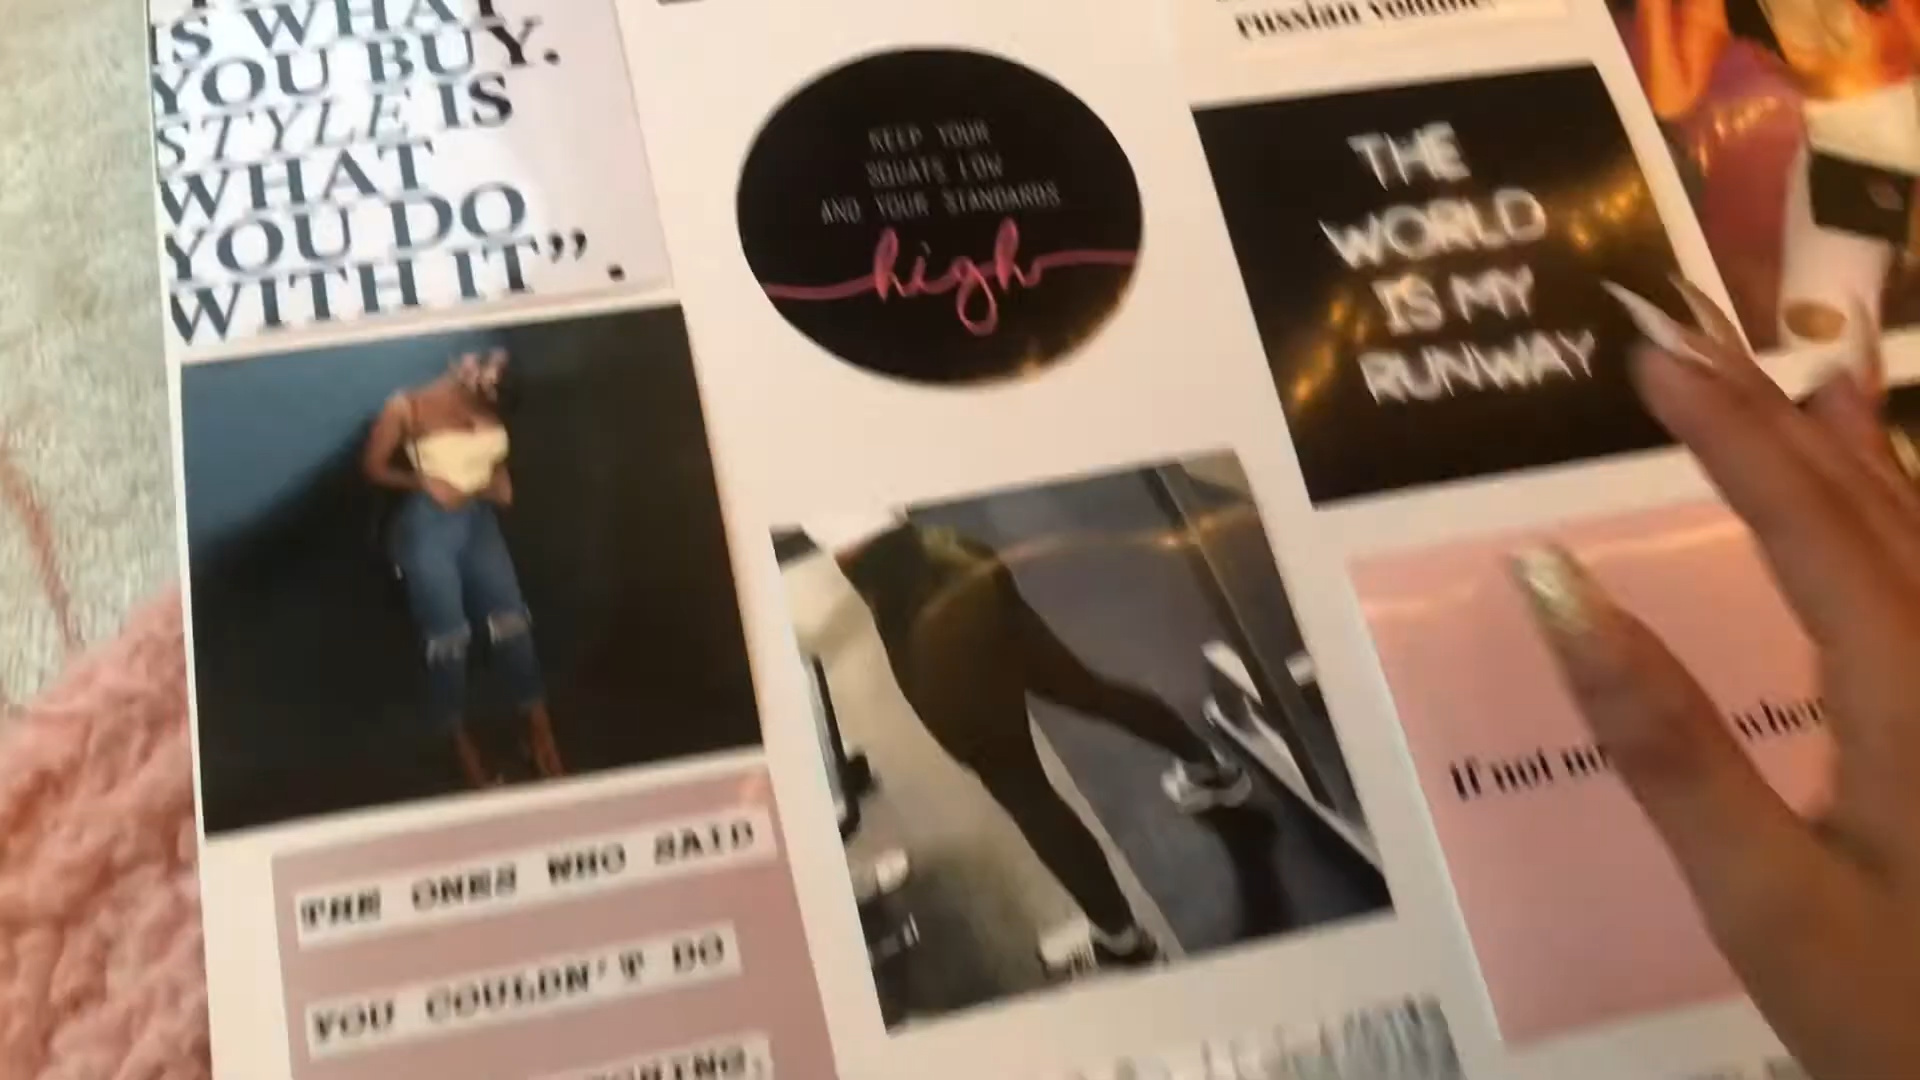 IS WHAT
YOU BUY.
STYLE IS
WHAT
YOU DO
WITH IT”.
KEEP YOUR
SQUATS LOW
AND YOUR STANDARDS
high
russian volume.
THE
WORLD
IS MY
RUNWAY
If not
THE ONES WHO SAID
YOU COULDN'T DO